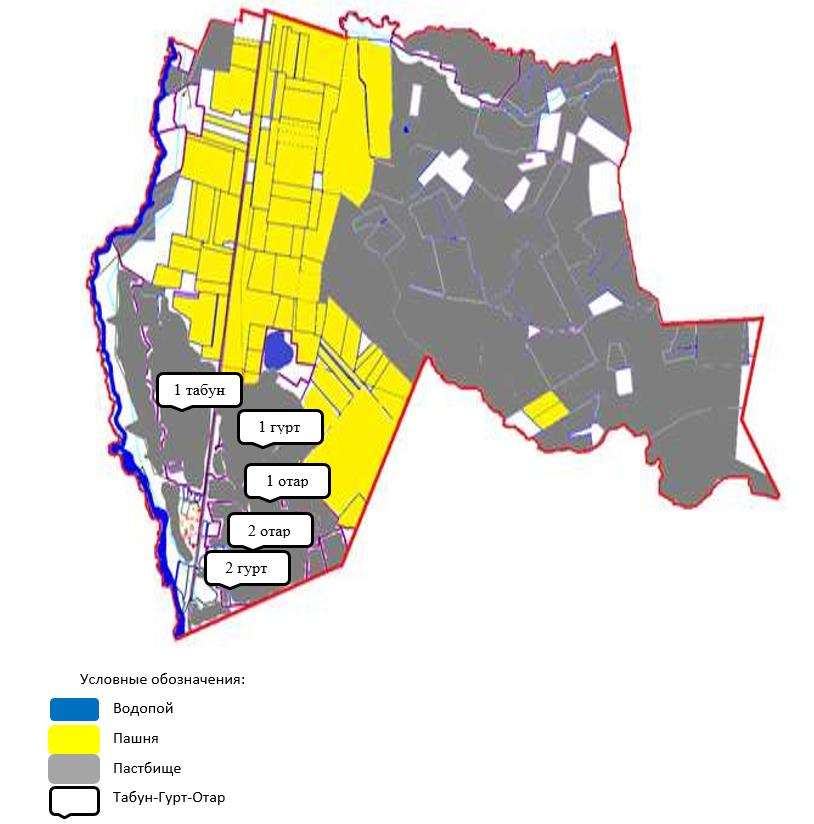 1 табун
1 гурт
1 отар
2 отар
2 гурт
Условные обозначения:
Водопой
Пашня
Пастбище
Табун-Гурт-Отар